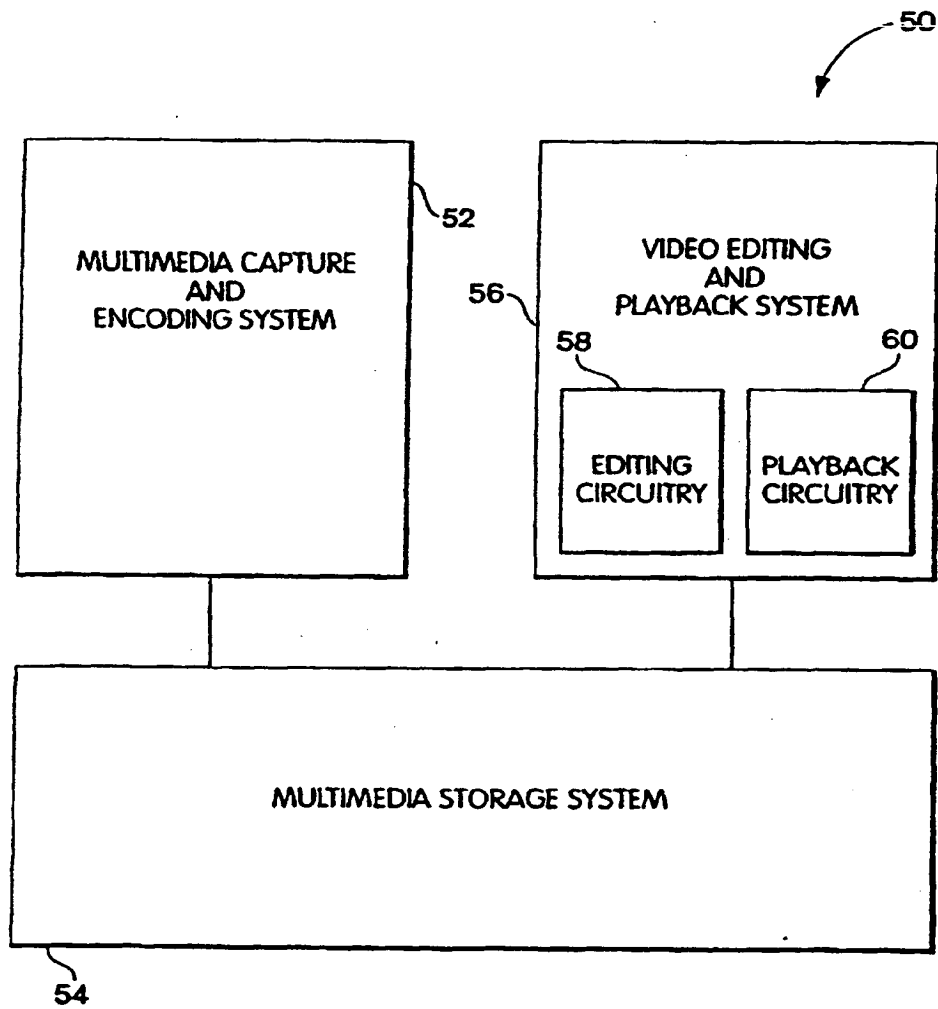 50
52
MULTIMEDIA CAPTURE
AND
ENCODING SYSTEM
VIDEO EDITING
AND
PLAYBACK SYSTEM
56
58
60
EDITING
CIRCUITRY
PLAYBACK
CIRCUITRY
MULTIMEDIA STORAGE SYSTEM
54